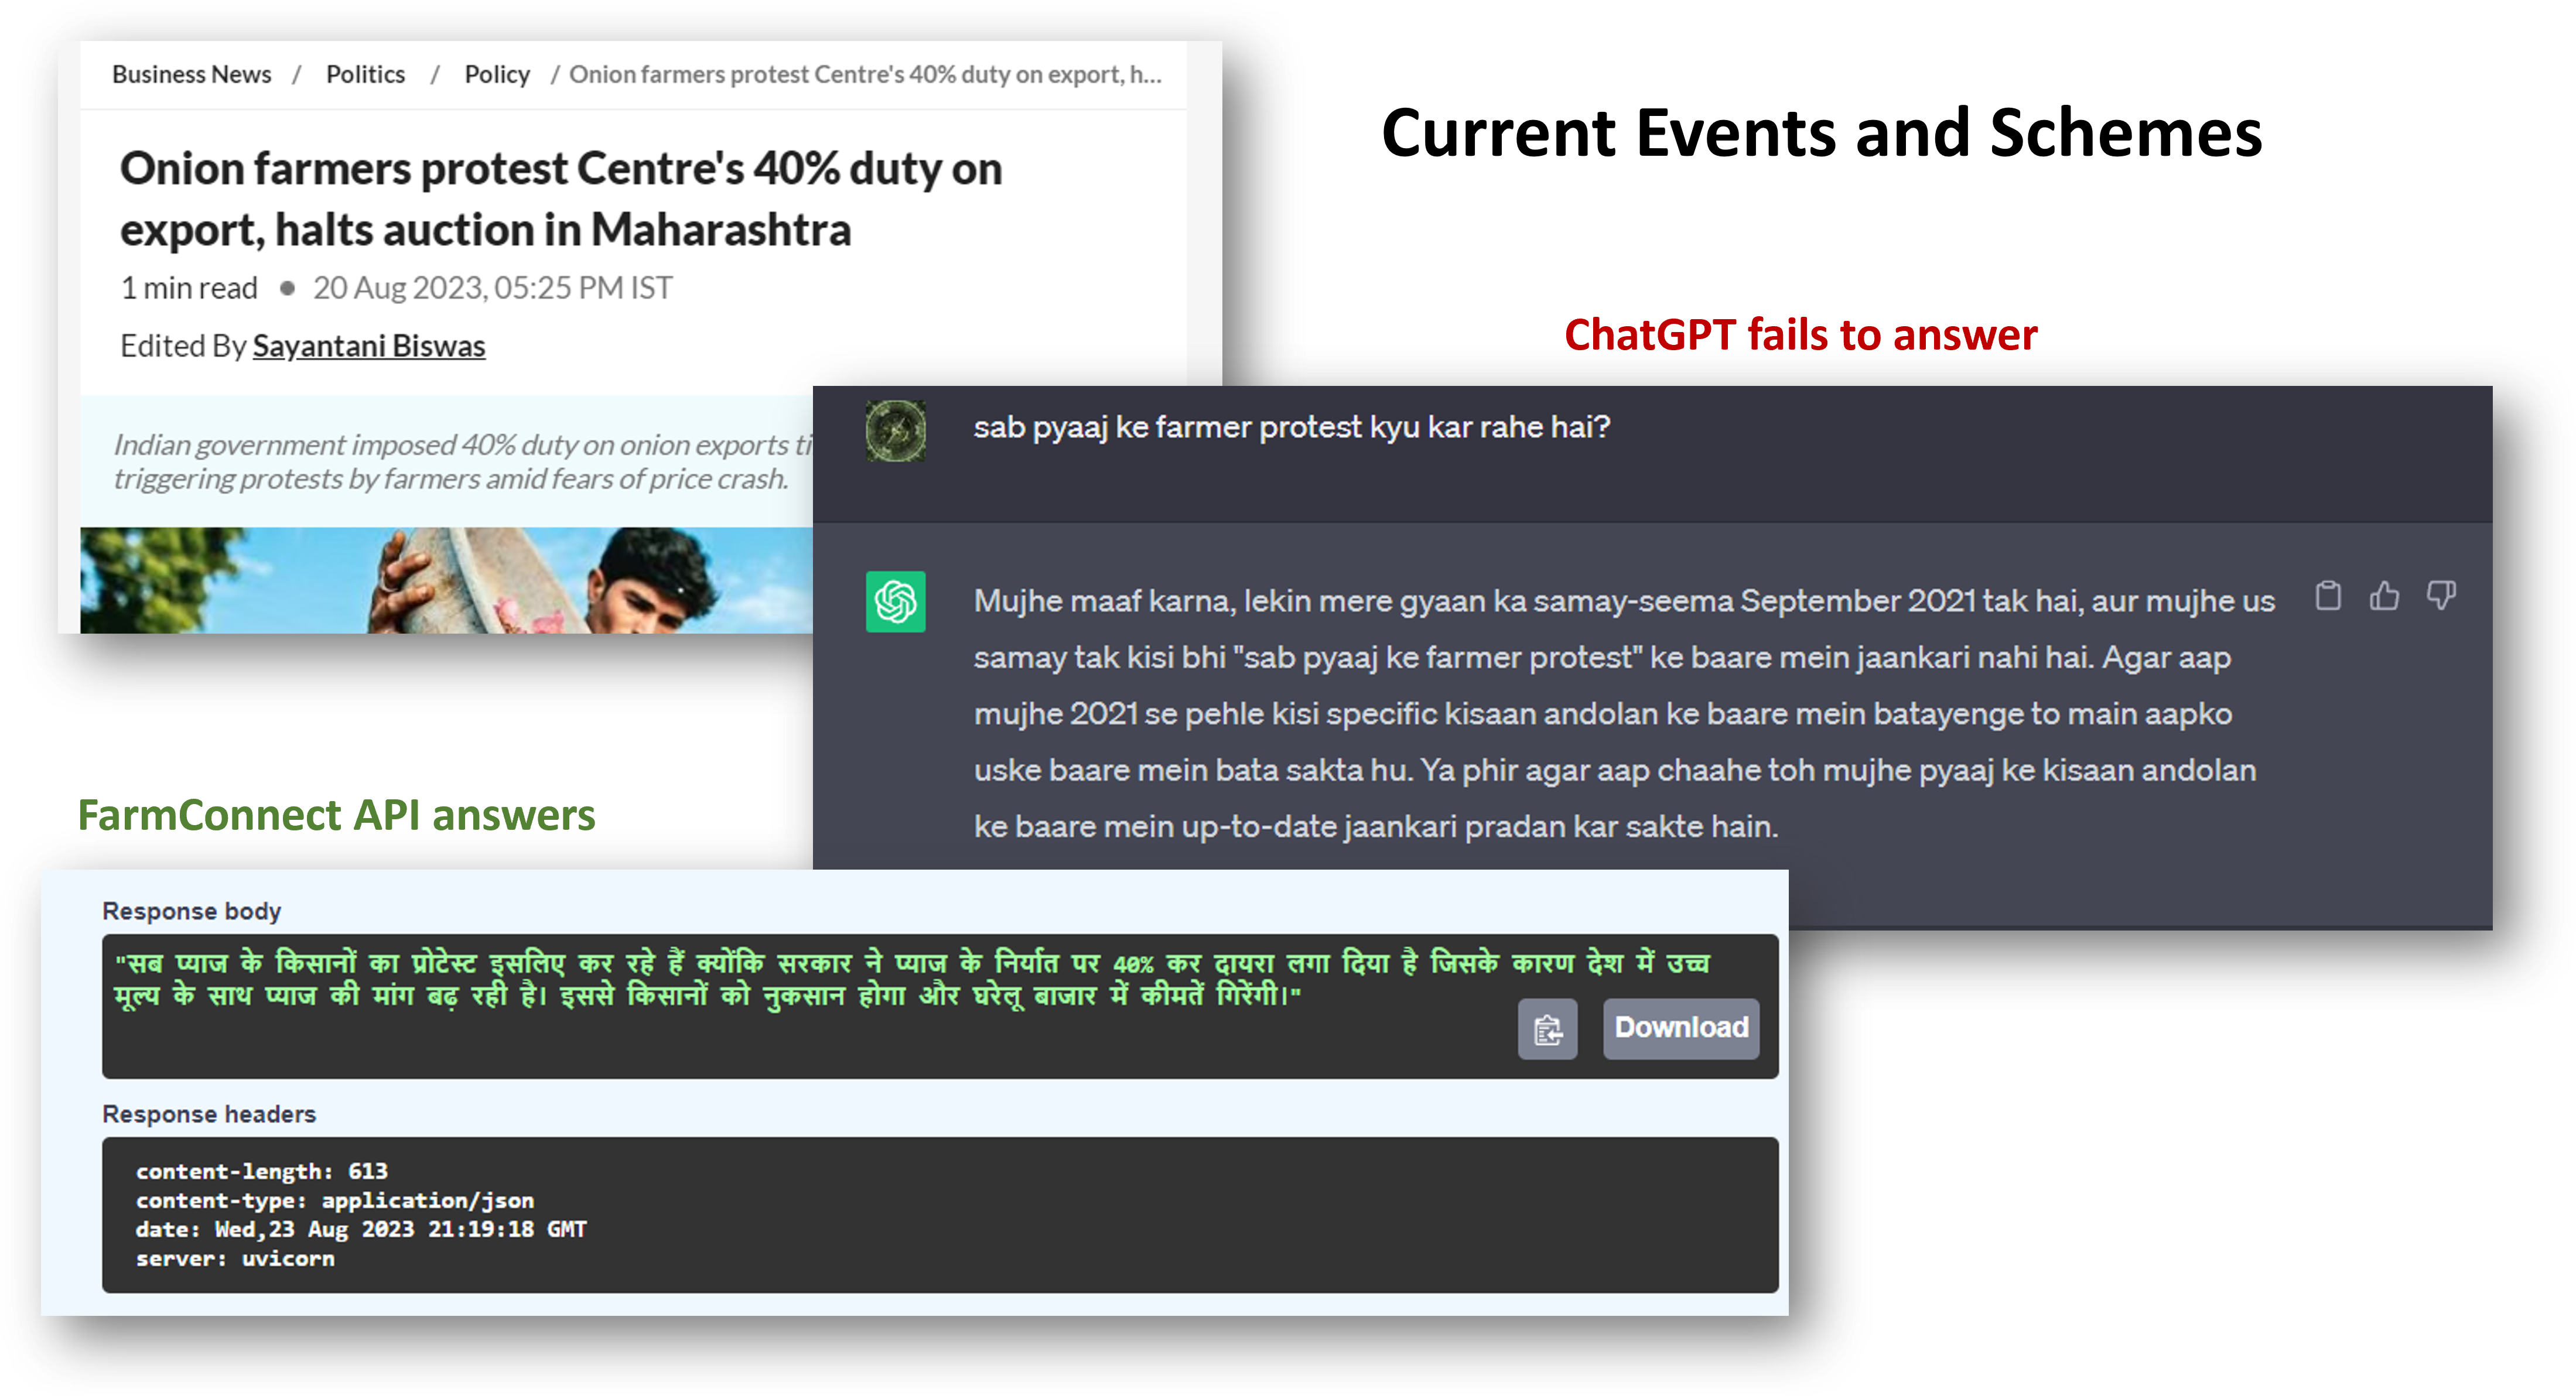 Business News / Politics / Policy / Onion farmers protest Centre's 40% duty on export, h...
Onion farmers protest Centre's 40% duty on
export, halts auction in Maharashtra
1 min read • 20 Aug 2023, 05:25 PM IST
Edited By Sayantani Biswas
Indian government imposed 40% duty on onion exports
triggering protests by farmers amid fears of price crash.
Current Events and Schemes
ChatGPT fails to answer
sab pyaaj ke farmer protest kyu kar rahe hai?
Mujhe maaf karna, lekin mere gyaan ka samay-seema September 2021 tak hai, aur mujhe us
samay tak kisi bhi "sab pyaaj ke farmer protest" ke baare mein jaankari nahi hai. Agar aap
mujhe 2021 se pehle kisi specific kisaan andolan ke baare mein batayenge to main aapko
uske baare mein bata sakta hu. Ya phir agar aap chaahe toh mujhe pyaaj ke kisaan andolan
ke baare mein up-to-date jaankari pradan kar sakte hain.
FarmConnect API answers
Response body
"सब प्याज के किसानों का प्रोटेस्ट इसलिए कर रहे हैं क्योंकि सरकार ने प्याज के निर्यात पर 40% कर दायरा लगा दिया है जिसके कारण देश में उच्च
मूल्य के साथ प्याज की मांग बढ़ रही है। इससे किसानों को नुकसान होगा और घरेलू बाजार में कीमतें गिरेंगी।"
Download
Response headers
content-length: 613
content-type: application/json
date: Wed,23 Aug 2023 21:19:18 GMT
server: uvicorn